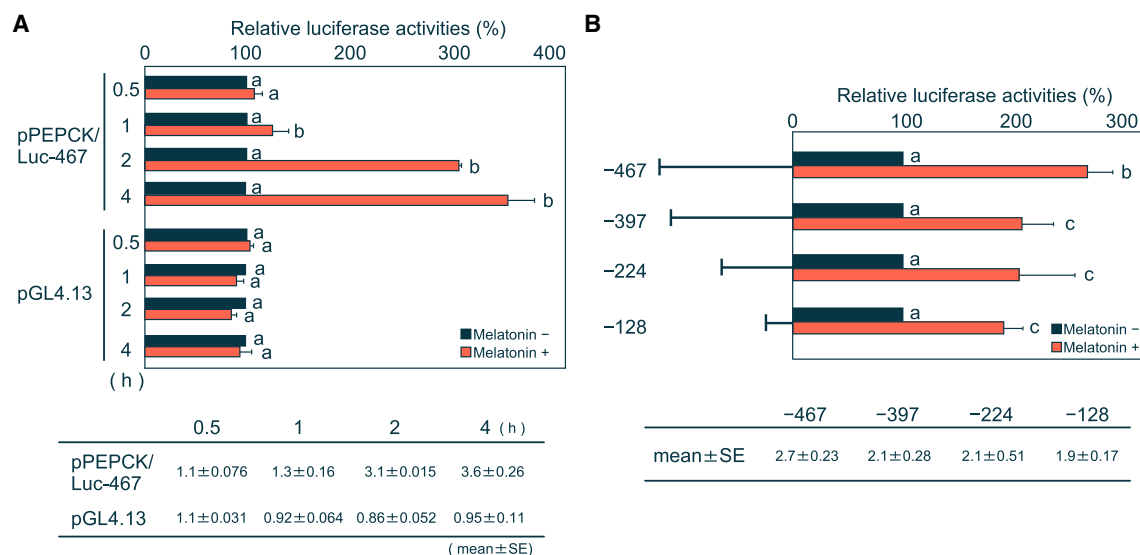 A
Relative luciferase activities (%)
0 100 200 300 400
pPEPCK/
Luc-467
0.5 a
a
1 a
b
2 a
b
4 a
b
pGL4.13
0.5 a
a
1 a
a
2 a
a
4 a
a
( h )
Melatonin −
Melatonin +
0.5 1 2 4 ( h )
pPEPCK/
Luc-467
1.1±0.076 1.3±0.16 3.1±0.015 3.6±0.26
pGL4.13 1.1±0.031 0.92±0.064 0.86±0.052 0.95±0.11
( mean±SE)
B
Relative luciferase activities (%)
0 100 200 300
−467 a
b
−397 a
c
−224 a
c
−128 a
c
Melatonin −
Melatonin +
−467 −397 −224 −128
mean±SE 2.7±0.23 2.1±0.28 2.1±0.51 1.9±0.17